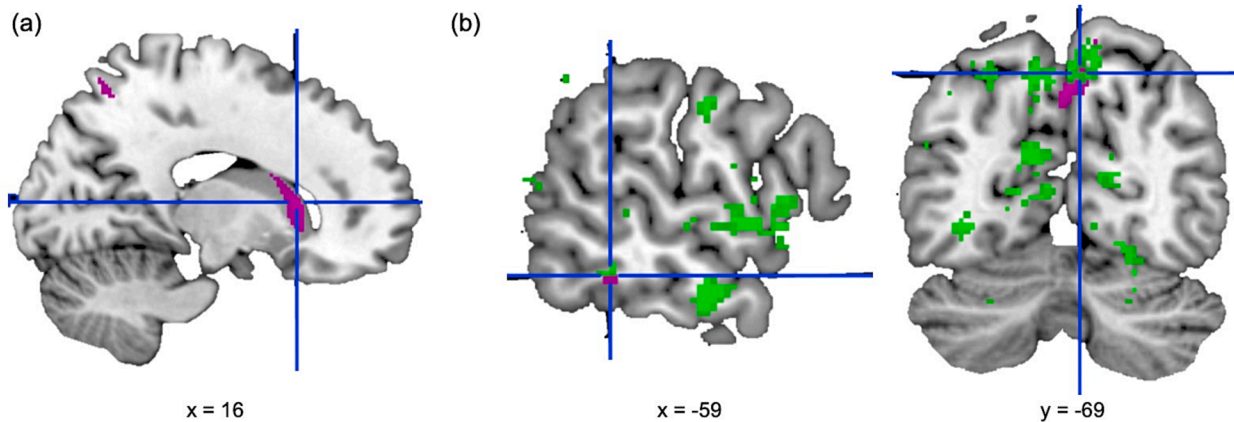 (a)
(b)
x = 16
x = -59
y = -69